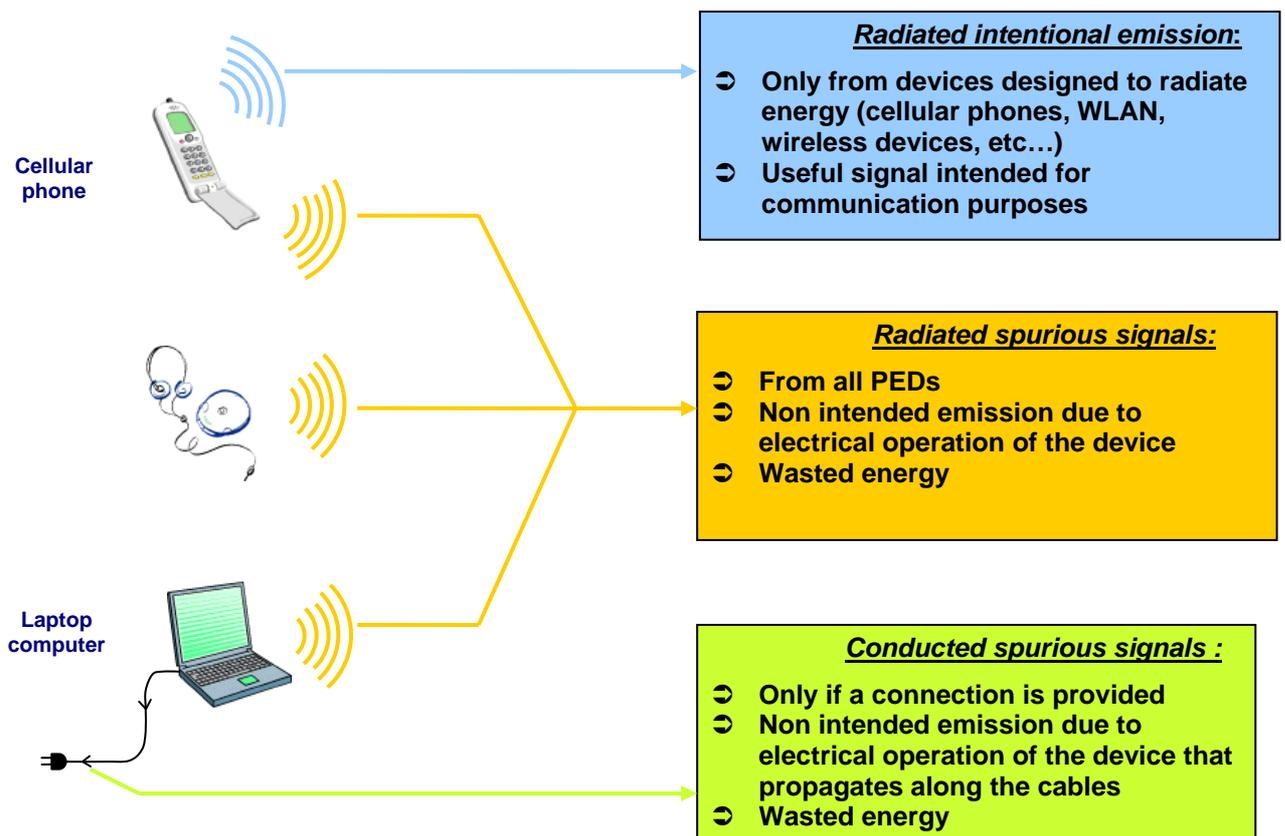 Radiated intentional emission:
➲ Only from devices designed to radiate
energy (cellular phones, WLAN,
wireless devices, etc…)
➲ Useful signal intended for
communication purposes
Cellular
phone
Radiated spurious signals:
➲ From all PEDs
➲ Non intended emission due to
electrical operation of the device
➲ Wasted energy
Laptop
computer
Conducted spurious signals :
➲ Only if a connection is provided
➲ Non intended emission due to
electrical operation of the device that
propagates along the cables
➲ Wasted energy